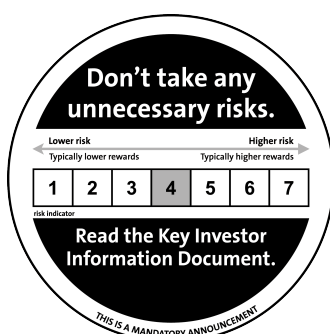 Don't take any
unnecessary risks.
Lower risk Higher risk
Typically lower rewards Typically higher rewards
1 2 3 4 5 6 7
risk indicator
Read the Key Investor
Information Document.
THIS IS A MANDATORY ANNOUNCEMENT